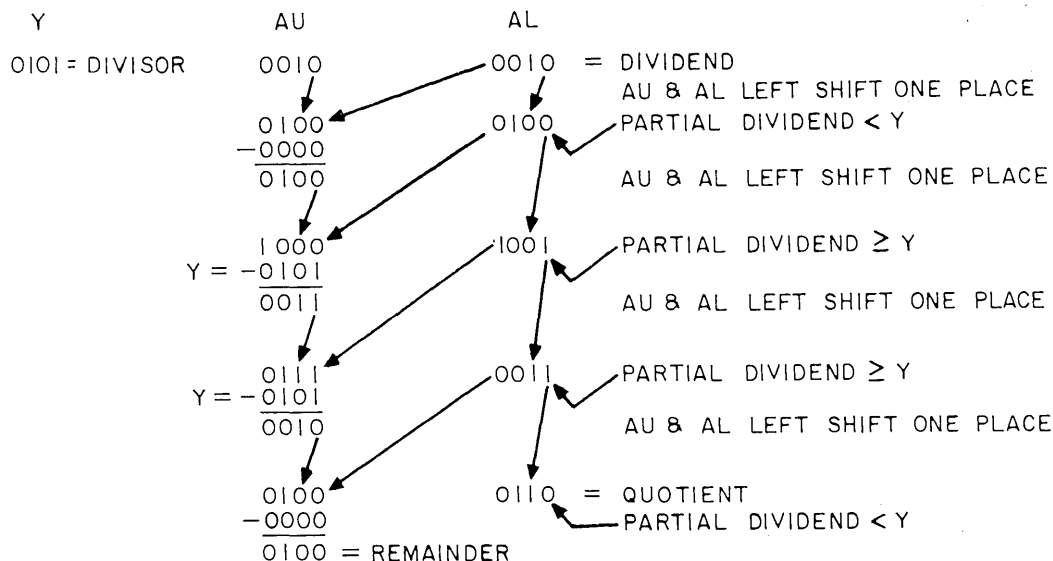 Y AU AL
0101 = DIVISOR 0010 0010 = DIVIDEND
AU & AL LEFT SHIFT ONE PLACE
0100 0100 PARTIAL DIVIDEND < Y
-0000
0100 AU & AL LEFT SHIFT ONE PLACE
1000 1001 PARTIAL DIVIDEND ≥ Y
Y = -0101
0011 AU & AL LEFT SHIFT ONE PLACE
0111 0011 PARTIAL DIVIDEND ≥ Y
Y = -0101
0010 AU & AL LEFT SHIFT ONE PLACE
0100 0110 = QUOTIENT
-0000 PARTIAL DIVIDEND < Y
0100 = REMAINDER